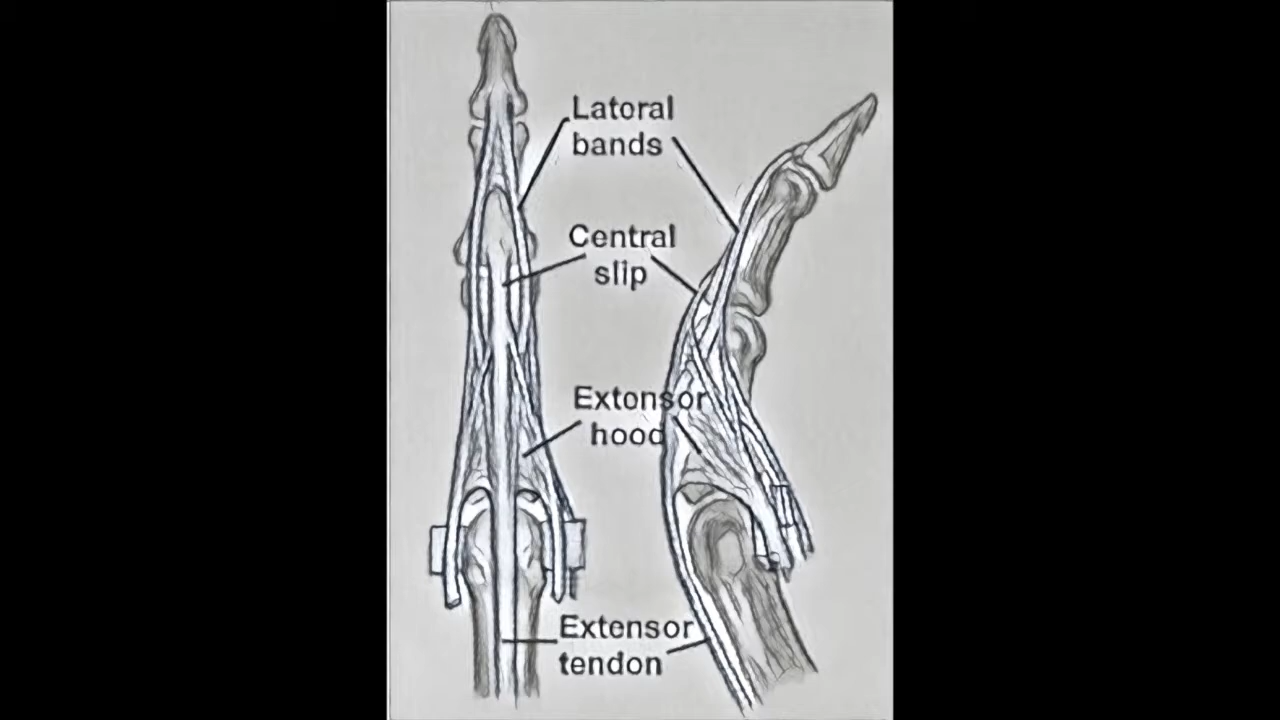 Latoral
bands
Central
slip
Extonsor
hood
Extensor
tendon